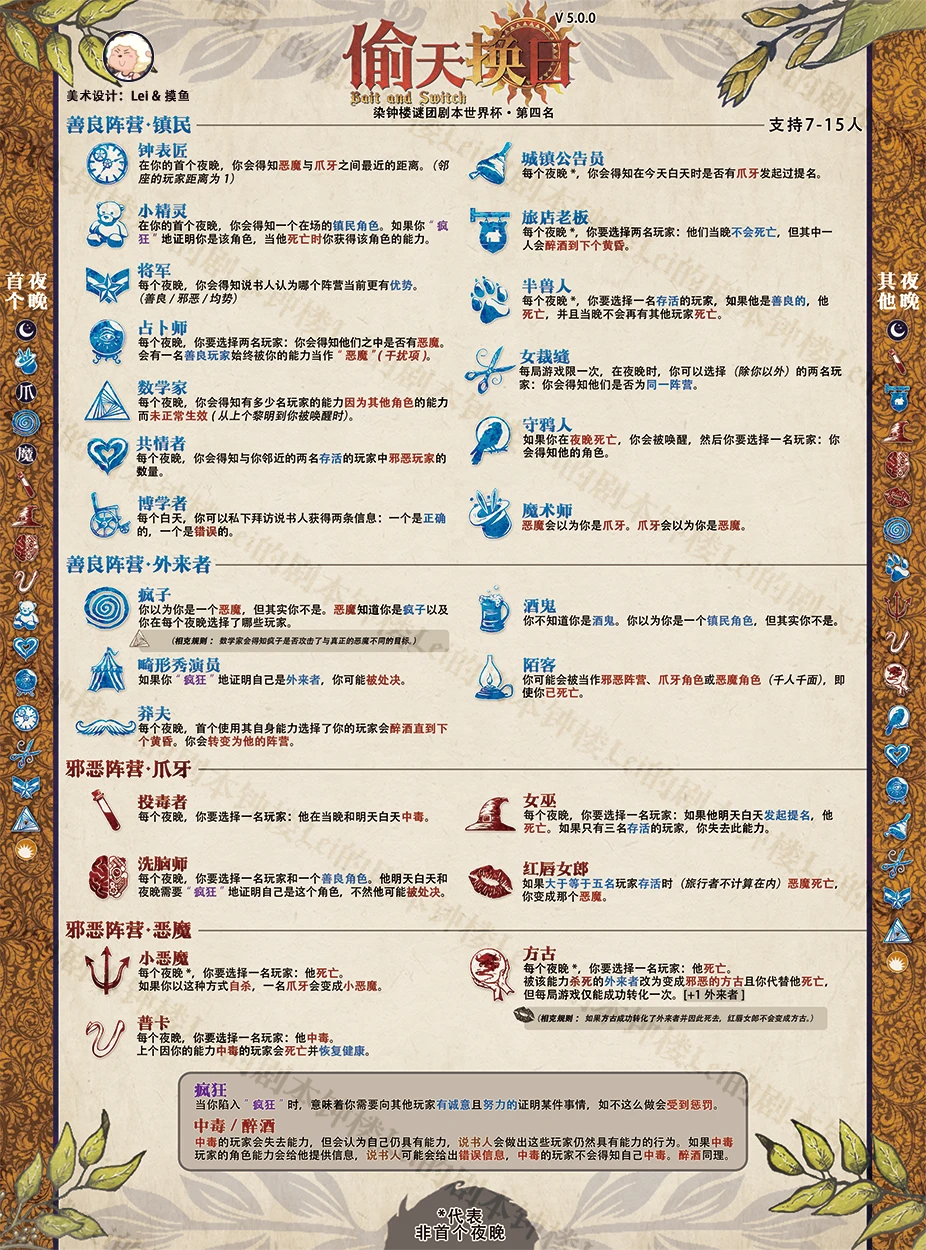 V 5.0.0
偷天换日
Bait and Switch
染钟楼谜团剧本世界杯·第四名
美术设计：Lei & 摸鱼
善良阵营·镇民
支持7-15人
钟表匠
在你的首个夜晚，你会得知恶魔与爪牙之间最近的距离。（邻
座的玩家距离为 1）
小精灵
在你的首个夜晚，你会得知一个在场的镇民角色。如果你“疯
狂”地证明你是该角色，当他死亡时你获得该角色的能力。
将军
每个夜晚，你会得知说书人认为哪个阵营当前更有优势。
（善良 / 邪恶 / 均势）
占卜师
每个夜晚，你要选择两名玩家：你会得知他们之中是否有恶魔。
会有一名善良玩家始终被你的能力当作“恶魔”( 干扰项 )。
数学家
每个夜晚，你会得知有多少名玩家的能力因为其他角色的能力
而未正常生效 ( 从上个黎明到你被唤醒时）。
共情者
每个夜晚，你会得知与你邻近的两名存活的玩家中邪恶玩家的
数量。
博学者
每个白天，你可以私下拜访说书人获得两条信息：一个是正确
的，一个是错误的。
城镇公告员
每个夜晚 *，你会得知在今天白天时是否有爪牙发起过提名。
旅店老板
每个夜晚 *，你要选择两名玩家：他们当晚不会死亡，但其中一
人会醉酒到下个黄昏。
半兽人
每个夜晚 *，你要选择一名存活的玩家，如果他是善良的，他
死亡，并且当晚不会再有其他玩家死亡。
女裁缝
每局游戏限一次，在夜晚时，你可以选择（除你以外）的两名玩
家：你会得知他们是否为同一阵营。
守鸦人
如果你在夜晚死亡，你会被唤醒，然后你要选择一名玩家：你
会得知他的角色。
魔术师
恶魔会以为你是爪牙。爪牙会以为你是恶魔。
善良阵营·外来者
疯子
你以为你是一个恶魔，但其实你不是。恶魔知道你是疯子以及
你在每个夜晚选择了哪些玩家。
（相克规则 ： 数学家会得知疯子是否攻击了与真正的恶魔不同的目标。）
畸形秀演员
如果你“疯狂”地证明自己是外来者，你可能被处决。
莽夫
每个夜晚，首个使用其自身能力选择了你的玩家会醉酒直到下
个黄昏。你会转变为他的阵营。
酒鬼
你不知道你是酒鬼。你以为你是一个镇民角色，但其实你不是。
陌客
你可能会被当作邪恶阵营、爪牙角色或恶魔角色（千人千面），即
使你已死亡。
邪恶阵营·爪牙
投毒者
每个夜晚，你要选择一名玩家：他在当晚和明天白天中毒。
洗脑师
每个夜晚，你要选择一名玩家和一个善良角色。他明天白天和
夜晚需要“疯狂”地证明自己是这个角色，不然他可能被处决。
女巫
每个夜晚，你要选择一名玩家：如果他明天白天发起提名，他
死亡。如果只有三名存活的玩家，你失去此能力。
红唇女郎
如果大于等于五名玩家存活时（旅行者不计算在内）恶魔死亡，
你变成那个恶魔。
邪恶阵营·恶魔
小恶魔
每个夜晚 *，你要选择一名玩家：他死亡。
如果你以这种方式自杀，一名爪牙会变成小恶魔。
普卡
每个夜晚，你要选择一名玩家：他中毒。
上个因你的能力中毒的玩家会死亡并恢复健康。
方古
每个夜晚 *，你要选择一名玩家：他死亡。
被该能力杀死的外来者改为变成邪恶的方古且你代替他死亡，
但每局游戏仅能成功转化一次。[+1 外来者 ]
（相克规则 ： 如果方古成功转化了外来者并因此死去，红唇女郎不会变成方古。）
疯狂
当你陷入“疯狂”时，意味着你需要向其他玩家有诚意且努力的证明某件事情，如不这么做会受到惩罚。
中毒 / 醉酒
中毒的玩家会失去能力，但会认为自己仍具有能力，说书人会做出这些玩家仍然具有能力的行为。如果中毒
玩家的角色能力会给他提供信息，说书人可能会给出错误信息，中毒的玩家不会得知自己中毒。醉酒同理。
*代表
非首个夜晚
首个夜晚
爪
魔
其他夜晚